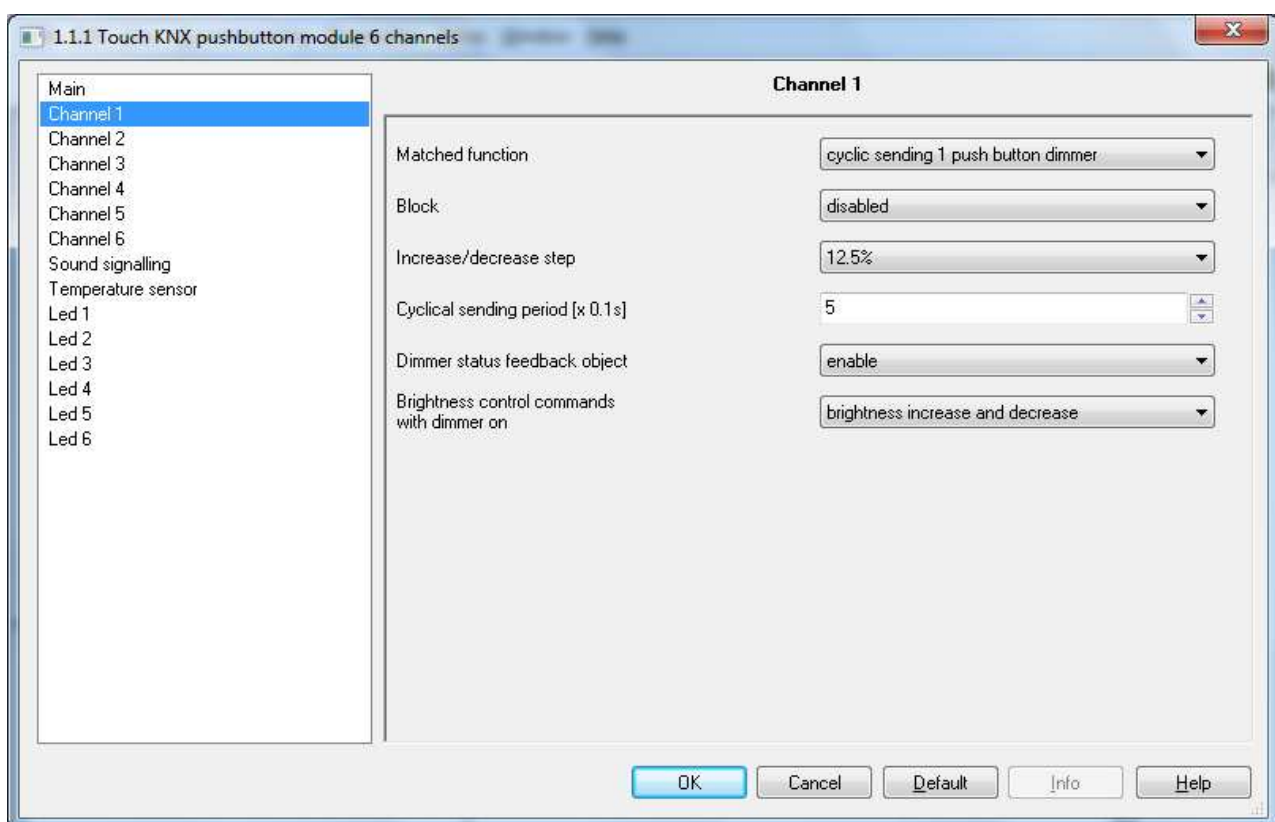 1.1.1 Touch KNX pushbutton module 6 channels
Main
Channel 1
Channel 2
Channel 3
Channel 4
Channel 5
Channel 6
Sound signalling
Temperature sensor
Led 1
Led 2
Led 3
Led 4
Led 5
Led 6
Channel 1
Matched function
cyclic sending 1 push button dimmer
Block
disabled
Increase/decrease step
12.5%
Cyclical sending period [x 0.1s]
5
Dimmer status feedback object
enable
Brightness control commands
with dimmer on
brightness increase and decrease
OK
Cancel
Default
Info
Help